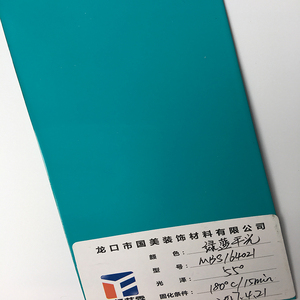 龙口市国美装饰材料有限公司
颜 色: 绿蓝平光
型 号: MBS164021
光 泽: 55°
固化条件: 180℃/15min